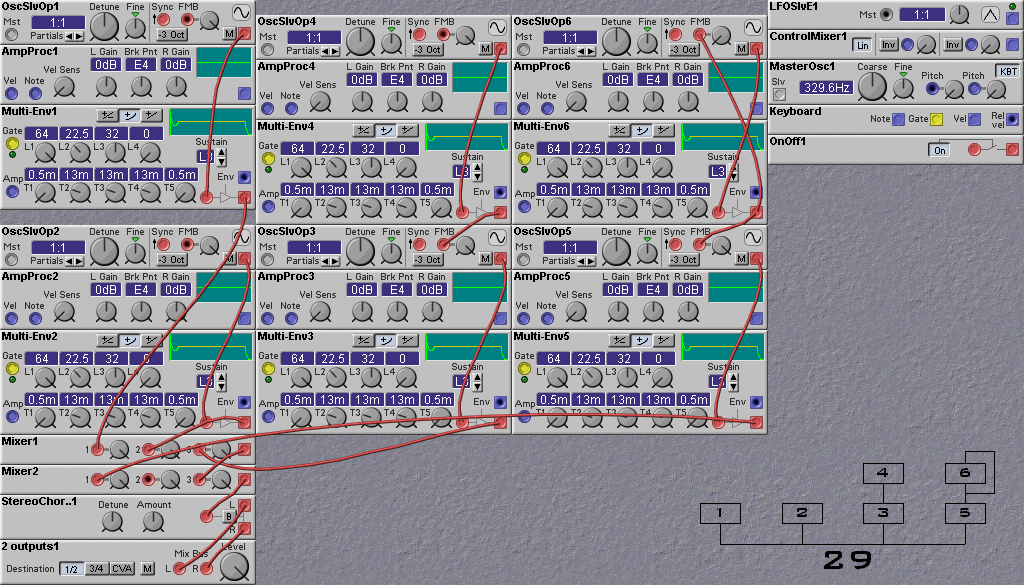 OscSlvOp1
Mst 1:1 Detune Fine Sync FMB
Partials -3 Oct M
AmpProc1 L Gain Brk Pnt R Gain
0dB E4 0dB
Vel Note Vel Sens
Multi-Env1
Gate 64 22.5 32 0
L1 L2 L3 L4 Sustain
L3
0.5m 13m 13m 13m 0.5m
Amp T1 T2 T3 T4 T5 Env
OscSlvOp2
Mst 1:1 Detune Fine Sync FMB
Partials -3 Oct M
AmpProc2 L Gain Brk Pnt R Gain
0dB E4 0dB
Vel Note Vel Sens
Multi-Env2
Gate 64 22.5 32 0
L1 L2 L3 L4 Sustain
L3
0.5m 13m 13m 13m 0.5m
Amp T1 T2 T3 T4 T5 Env
Mixer1
1 2 3
Mixer2
1 2 3
StereoChor..1
Detune Amount L
B
R
2 outputs1
Mix Bus Level
Destination 1/2 3/4 CVA M L R
OscSlvOp4
Mst 1:1 Detune Fine Sync FMB
Partials -3 Oct M
AmpProc4 L Gain Brk Pnt R Gain
0dB E4 0dB
Vel Note Vel Sens
Multi-Env4
Gate 64 22.5 32 0
L1 L2 L3 L4 Sustain
L3
0.5m 13m 13m 13m 0.5m
Amp T1 T2 T3 T4 T5 Env
OscSlvOp3
Mst 1:1 Detune Fine Sync FMB
Partials -3 Oct M
AmpProc3 L Gain Brk Pnt R Gain
0dB E4 0dB
Vel Note Vel Sens
Multi-Env3
Gate 64 22.5 32 0
L1 L2 L3 L4 Sustain
L3
0.5m 13m 13m 13m 0.5m
Amp T1 T2 T3 T4 T5 Env
OscSlvOp6
Mst 1:1 Detune Fine Sync FMB
Partials -3 Oct M
AmpProc6 L Gain Brk Pnt R Gain
0dB E4 0dB
Vel Note Vel Sens
Multi-Env6
Gate 64 22.5 32 0
L1 L2 L3 L4 Sustain
L3
0.5m 13m 13m 13m 0.5m
Amp T1 T2 T3 T4 T5 Env
OscSlvOp5
Mst 1:1 Detune Fine Sync FMB
Partials -3 Oct M
AmpProc5 L Gain Brk Pnt R Gain
0dB E4 0dB
Vel Note Vel Sens
Multi-Env5
Gate 64 22.5 32 0
L1 L2 L3 L4 Sustain
L3
0.5m 13m 13m 13m 0.5m
Amp T1 T2 T3 T4 T5 Env
LFOSlvE1
Mst 1:1
ControlMixer1 Lin Inv Inv
MasterOsc1 Coarse Fine KBT
Slv 329.6Hz Pitch Pitch
Keyboard Note Gate Vel Rel vel
OnOff1 On
4 6
1 2 3 5
29